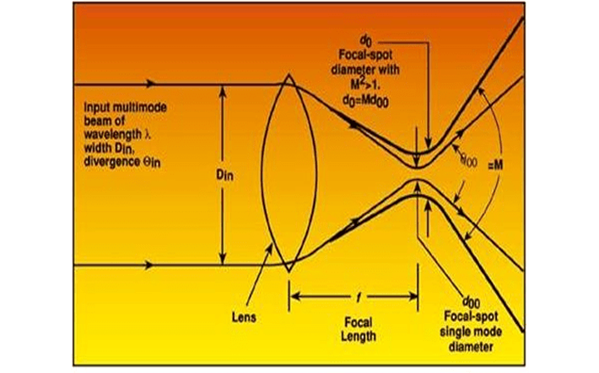 Input multimode
beam of
wavelength λ
width Din,
divergence Θin
Din
d0
Focal-spot
diameter with
M²>1.
d0=Md00
θ00
=M
Lens
f
Focal
Length
d00
Focal-spot
single mode
diameter